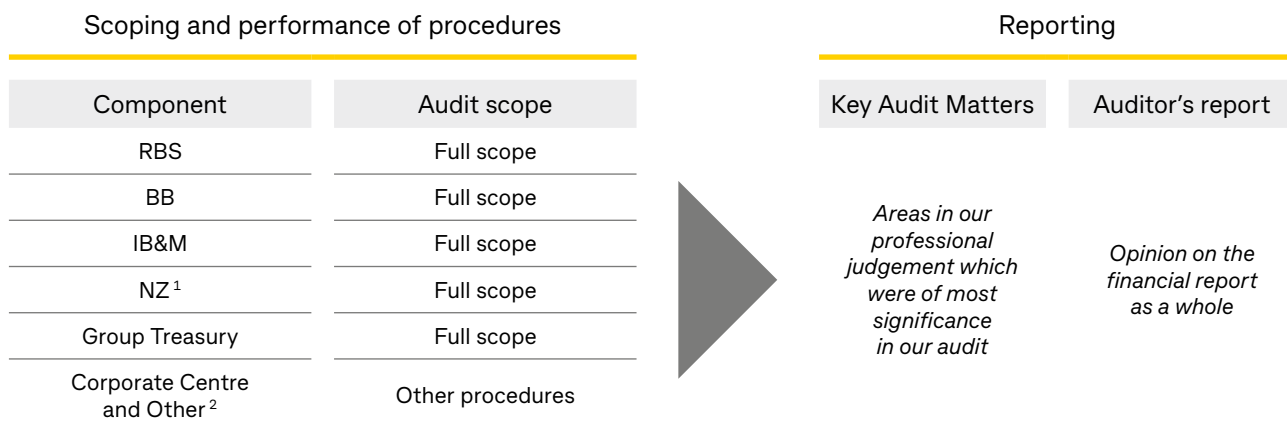 Scoping and performance of procedures
Reporting
Component
Audit scope
Key Audit Matters
Auditor’s report
RBS
Full scope
BB
Full scope
IB&M
Full scope
NZ 1
Full scope
Group Treasury
Full scope
Corporate Centre
and Other 2
Other procedures
Areas in our
professional
judgement which
were of most
significance
in our audit
Opinion on the
financial report
as a whole